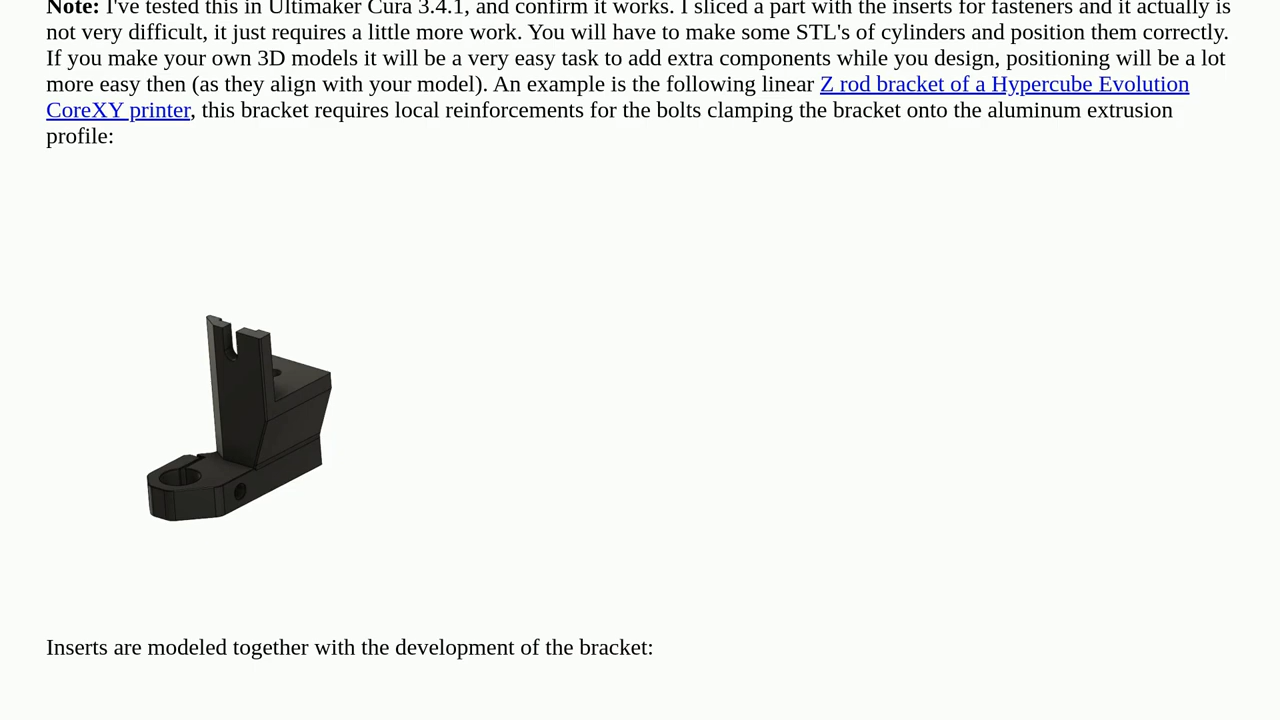 Note: I've tested this in Ultimaker Cura 3.4.1, and confirm it works. I sliced a part with the inserts for fasteners and it actually is
not very difficult, it just requires a little more work. You will have to make some STL's of cylinders and position them correctly.
If you make your own 3D models it will be a very easy task to add extra components while you design, positioning will be a lot
more easy then (as they align with your model). An example is the following linear Z rod bracket of a Hypercube Evolution
CoreXY printer, this bracket requires local reinforcements for the bolts clamping the bracket onto the aluminum extrusion
profile:
Inserts are modeled together with the development of the bracket: